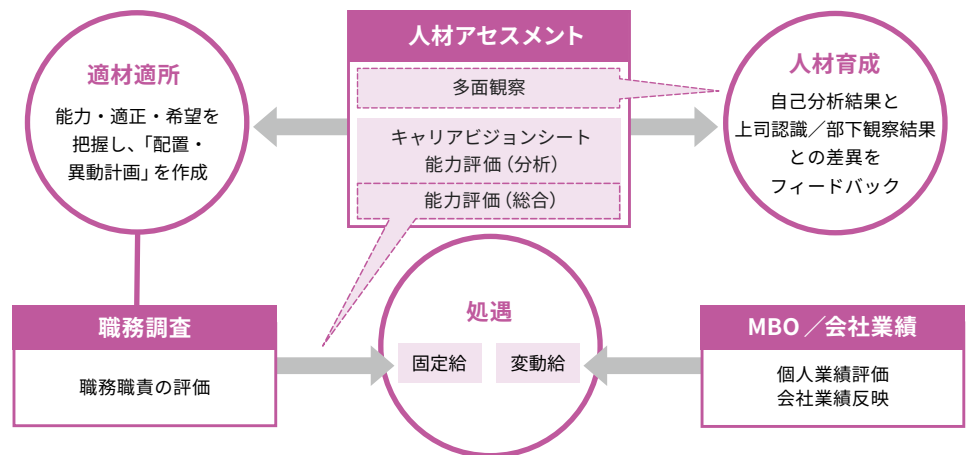 人材アセスメント
多面観察
キャリアビジョンシート
能力評価（分析）
能力評価（総合）
適材適所
能力・適正・希望を
把握し、「配置・
異動計画」を作成
人材育成
自己分析結果と
上司認識／部下観察結果
との差異を
フィードバック
職務調査
職務職責の評価
処遇
固定給
変動給
MBO／会社業績
個人業績評価
会社業績反映